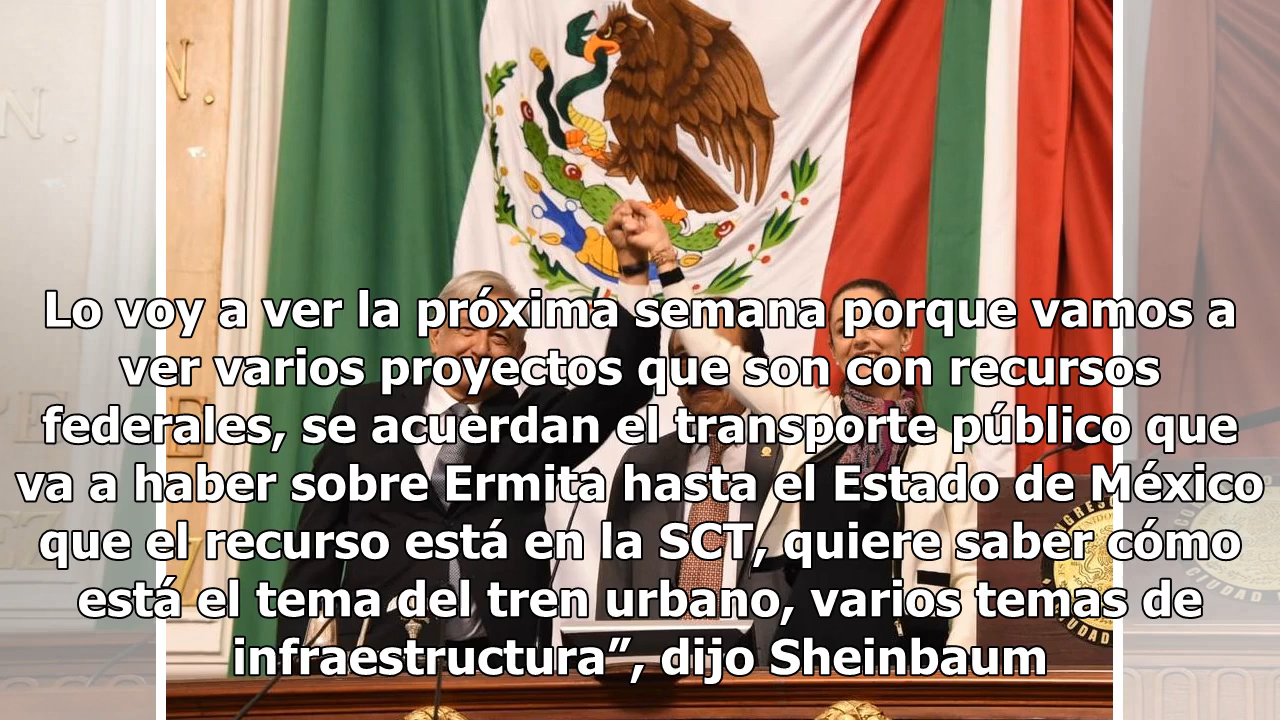 N.
N.
Lo voy a ver la próxima semana porque vamos a
ver varios proyectos que son con recursos
federales, se acuerdan el transporte público que
va a haber sobre Ermita hasta el Estado de México
que el recurso está en la SCT, quiere saber cómo
está el tema del tren urbano, varios temas de
infraestructura”, dijo Sheinbaum
CIUDAD